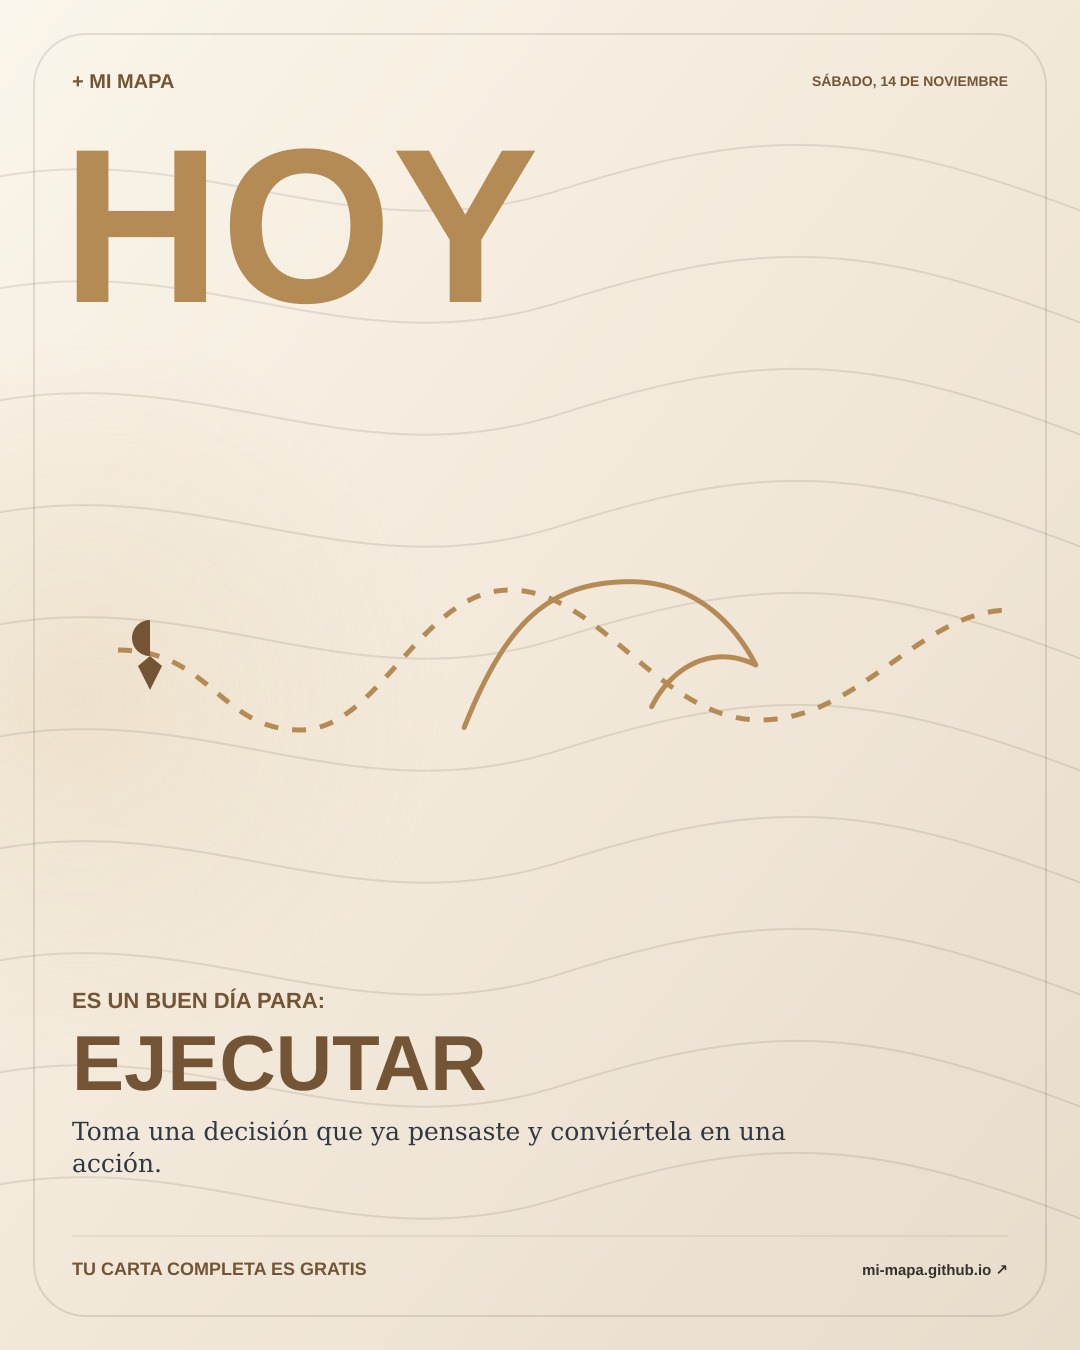 + MI MAPA
SÁBADO, 14 DE NOVIEMBRE
HOY
ES UN BUEN DÍA PARA:
EJECUTAR
Toma una decisión que ya pensaste y conviértela en una
acción.
TU CARTA COMPLETA ES GRATIS
mi-mapa.github.io ↗